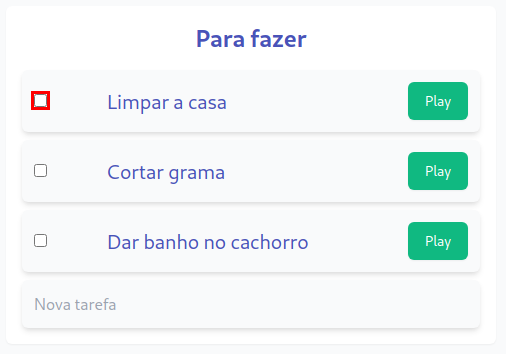 Para fazer
Limpar a casa Play
Cortar grama Play
Dar banho no cachorro Play
Nova tarefa